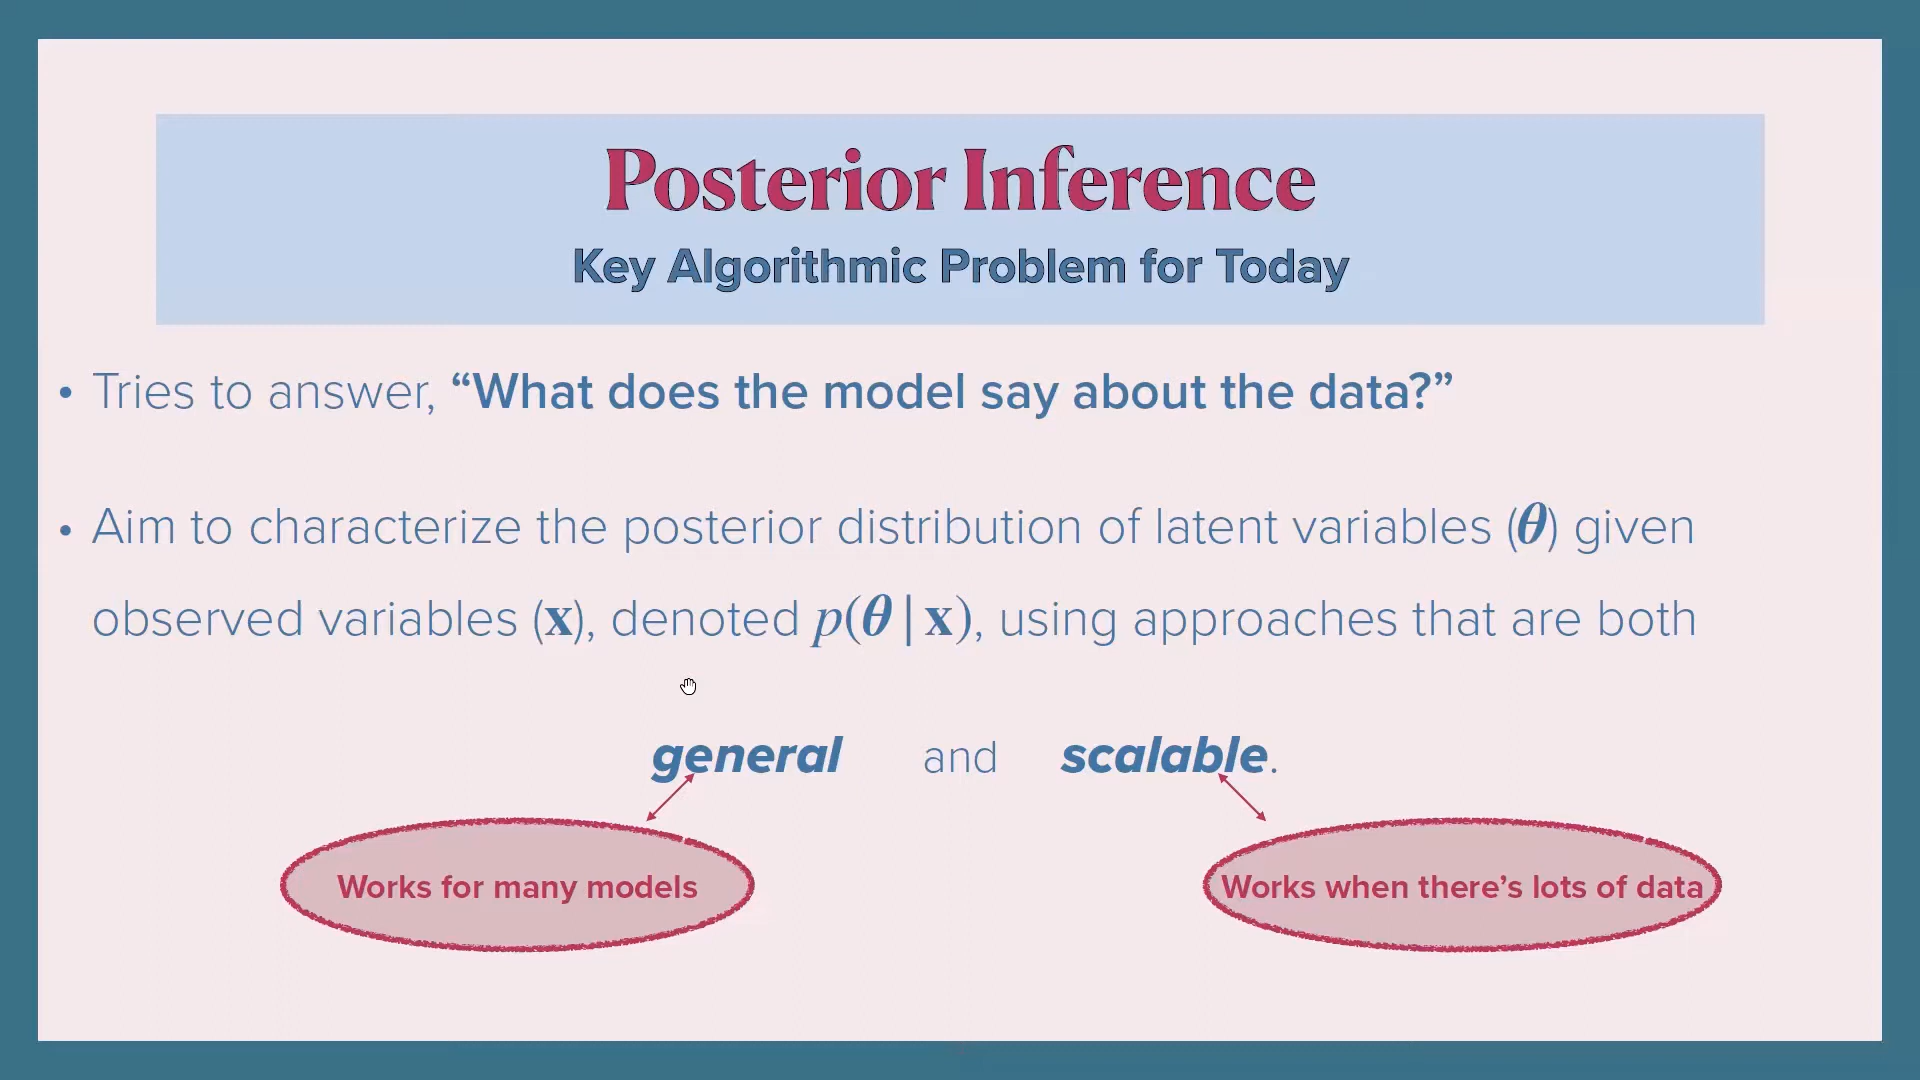 Posterior Inference
Key Algorithmic Problem for Today
• Tries to answer, “What does the model say about the data?”
• Aim to characterize the posterior distribution of latent variables (θ) given
observed variables (x), denoted p(θ | x), using approaches that are both
general and scalable.
Works for many models
Works when there’s lots of data